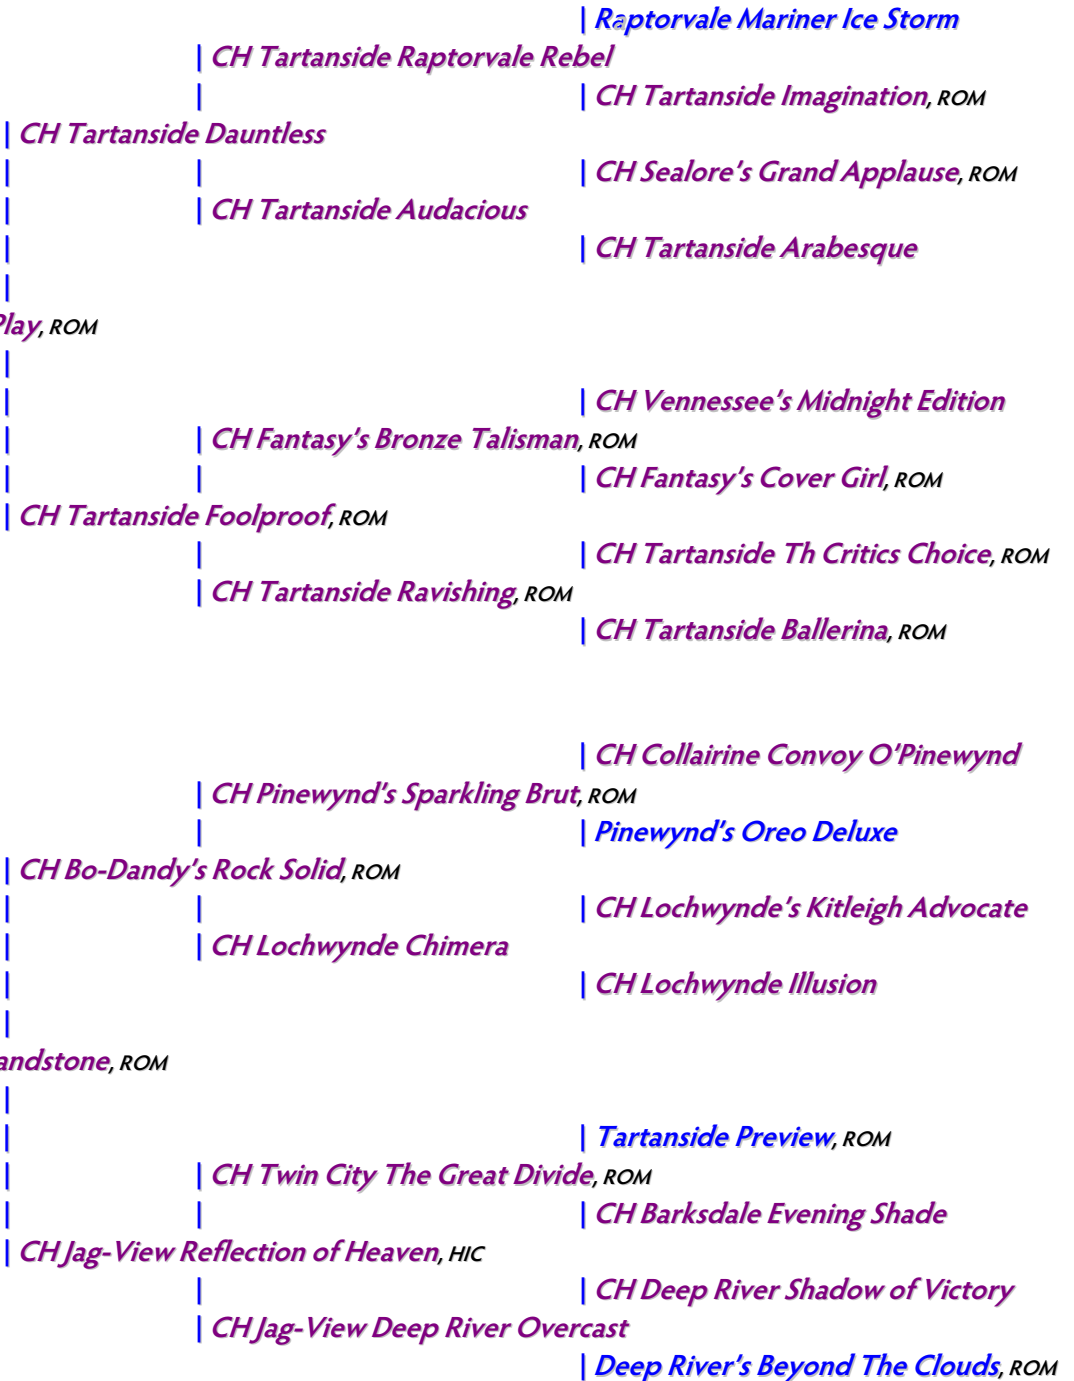 | Raptorvale Mariner Ice Storm
| CH Tartanside Raptorvale Rebel
| | CH Tartanside Imagination, ROM
| CH Tartanside Dauntless
| | | CH Sealore's Grand Applause, ROM
| | CH Tartanside Audacious
| | CH Tartanside Arabesque
|
Play, ROM
|
| | CH Vennessee's Midnight Edition
| | CH Fantasy's Bronze Talisman, ROM
| | | CH Fantasy's Cover Girl, ROM
| CH Tartanside Foolproof, ROM
| | CH Tartanside Th Critics Choice, ROM
| CH Tartanside Ravishing, ROM
| CH Tartanside Ballerina, ROM
| CH Collairine Convoy O'Pinewynd
| CH Pinewynd's Sparkling Brut, ROM
| | Pinewynd's Oreo Deluxe
| CH Bo-Dandy's Rock Solid, ROM
| | | CH Lochwynde's Kitleigh Advocate
| | CH Lochwynde Chimera
| | CH Lochwynde Illusion
|
andstone, ROM
|
| | Tartanside Preview, ROM
| | CH Twin City The Great Divide, ROM
| | | CH Barksdale Evening Shade
| CH Jag-View Reflection of Heaven, HIC
| | CH Deep River Shadow of Victory
| CH Jag-View Deep River Overcast
| Deep River's Beyond The Clouds, ROM